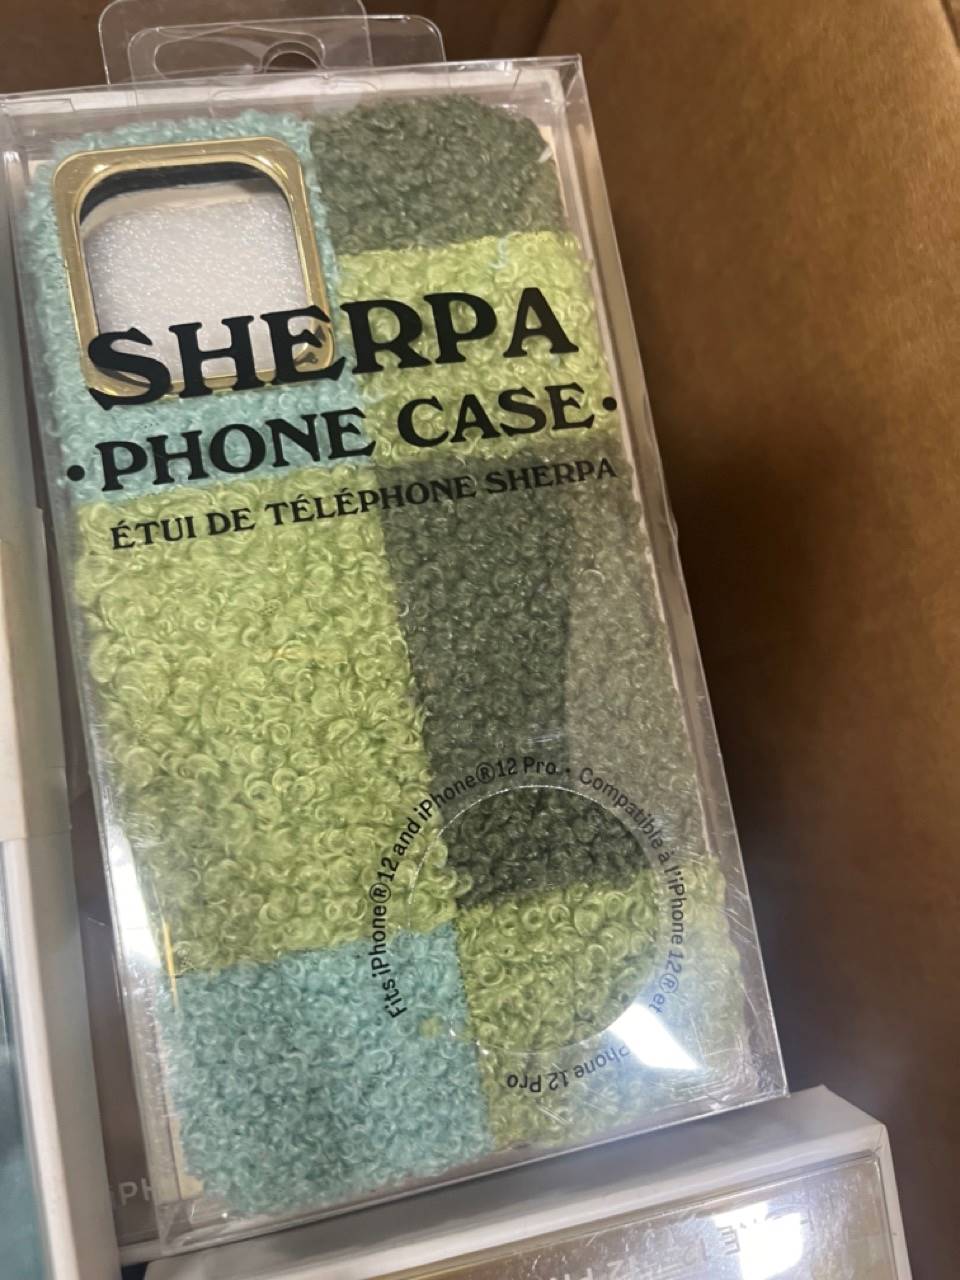 SHERPA
•PHONE CASE•
ÉTUI DE TÉLÉPHONE SHERPA
Fits iPhone®12 and iPhone®12 Pro • Compatible à l'iPhone 12® et iPhone 12 Pro